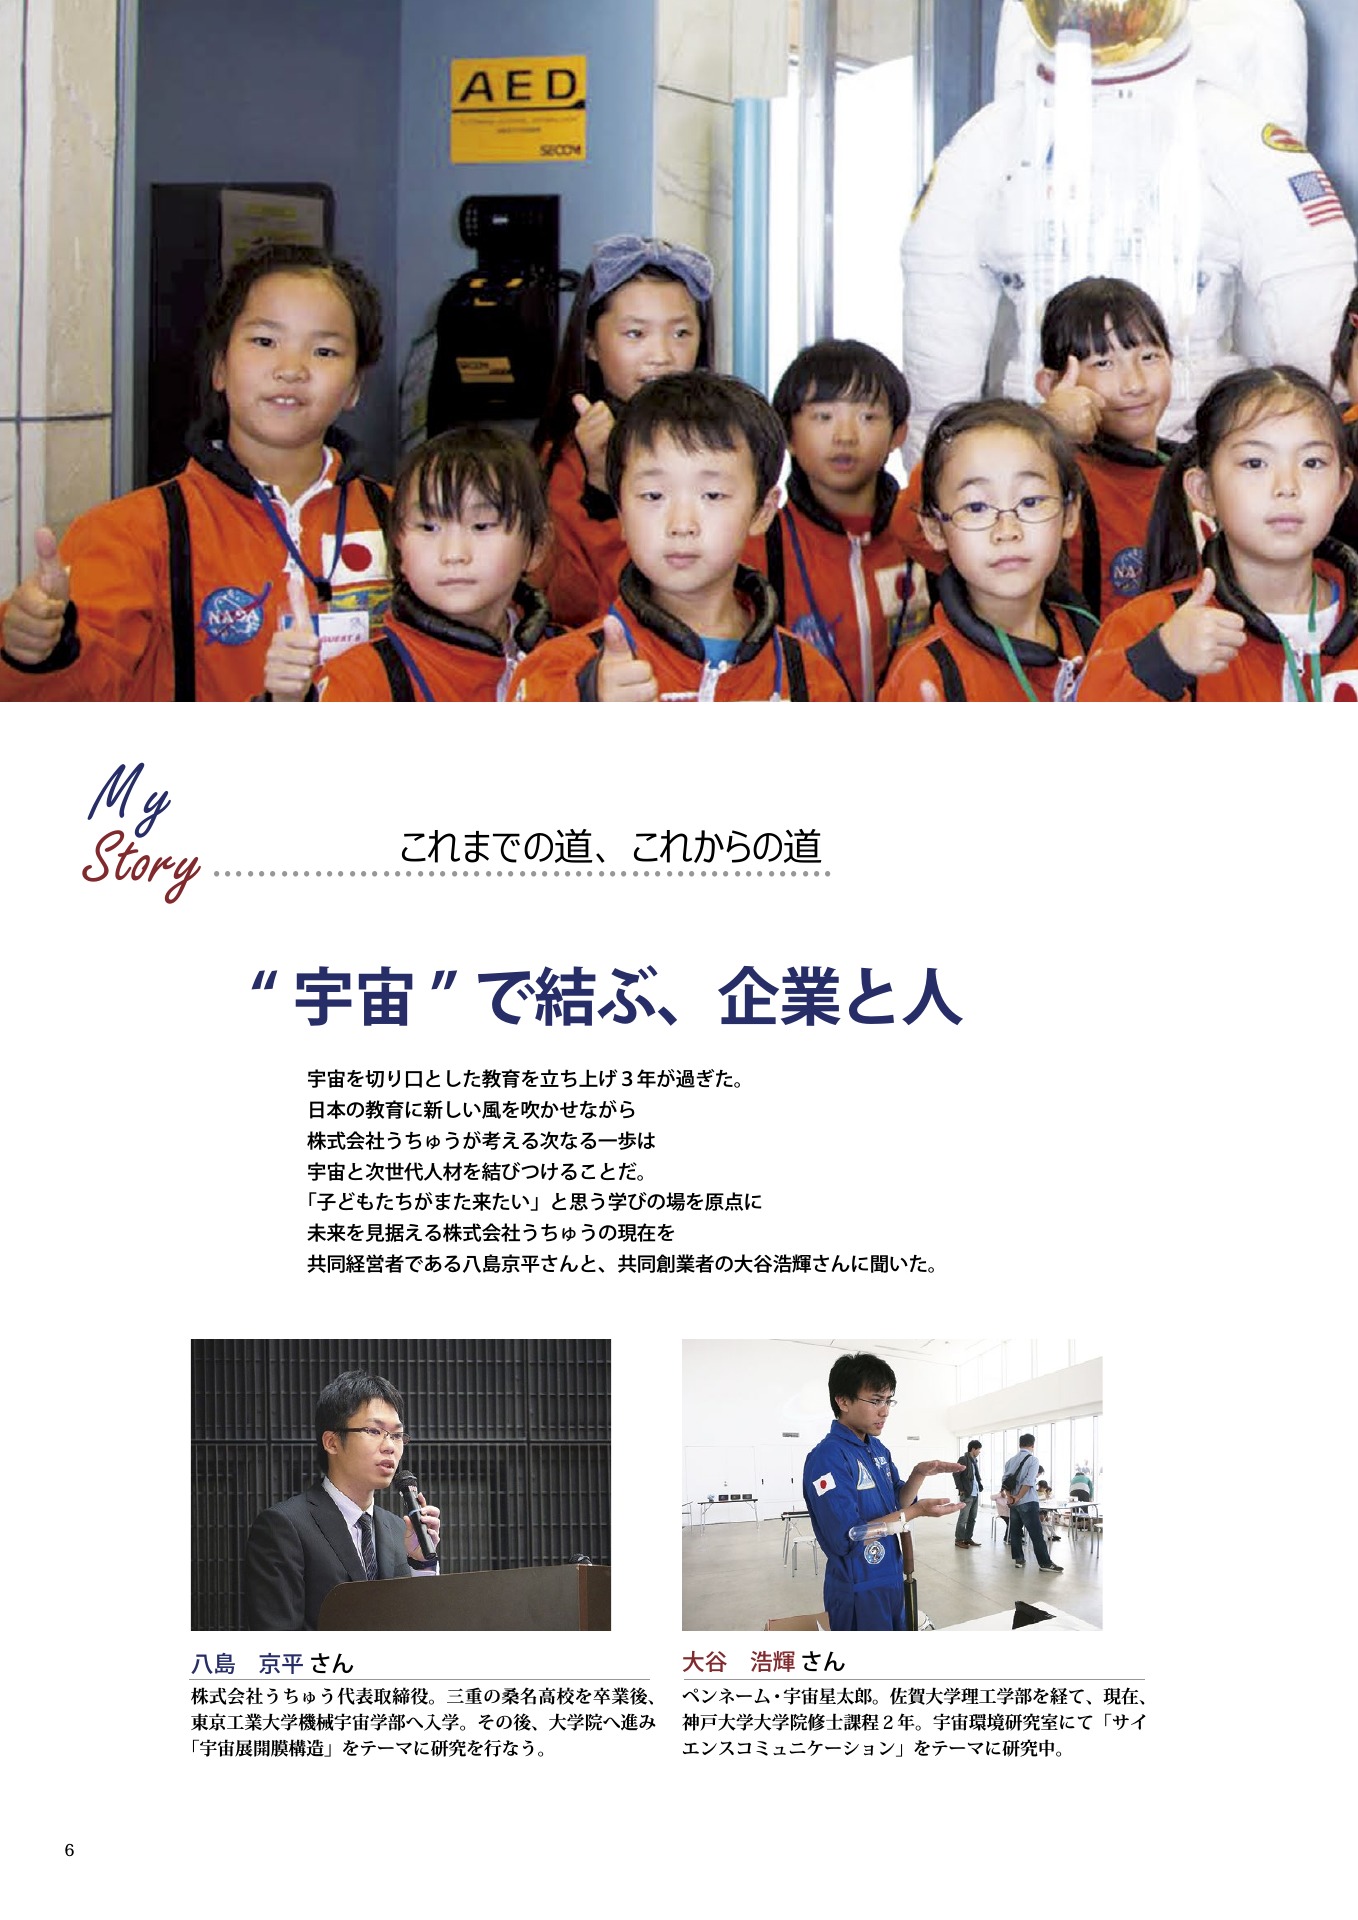 AED
SECOM
SECOM
NASA
GUEST
NASA
My
Story
これまでの道、これからの道
“宇宙”で結ぶ、企業と人
宇宙を切り口とした教育を立ち上げ3年が過ぎた。
日本の教育に新しい風を吹かせながら
株式会社うちゅうが考える次なる一歩は
宇宙と次世代人材を結びつけることだ。
「子どもたちがまた来たい」と思う学びの場を原点に
未来を見据える株式会社うちゅうの現在を
共同経営者である八島京平さんと、共同創業者の大谷浩輝さんに聞いた。
八島　京平 さん
株式会社うちゅう代表取締役。三重の桑名高校を卒業後、
東京工業大学機械宇宙学部へ入学。その後、大学院へ進み
「宇宙展開膜構造」をテーマに研究を行なう。
大谷　浩輝 さん
ペンネーム・宇宙星太郎。佐賀大学理工学部を経て、現在、
神戸大学大学院修士課程2年。宇宙環境研究室にて「サイ
エンスコミュニケーション」をテーマに研究中。
6